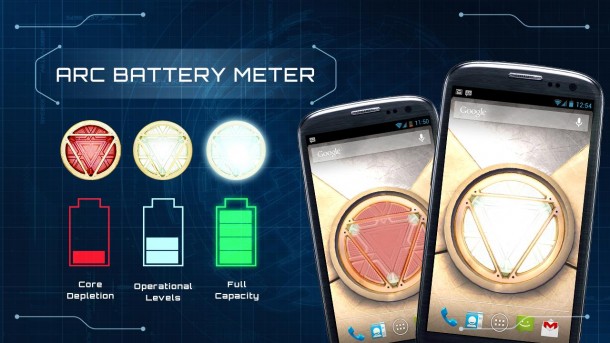 ARC BATTERY METER
Core
Depletion
Operational
Levels
Full
Capacity
11:50
Google
12:54
Google